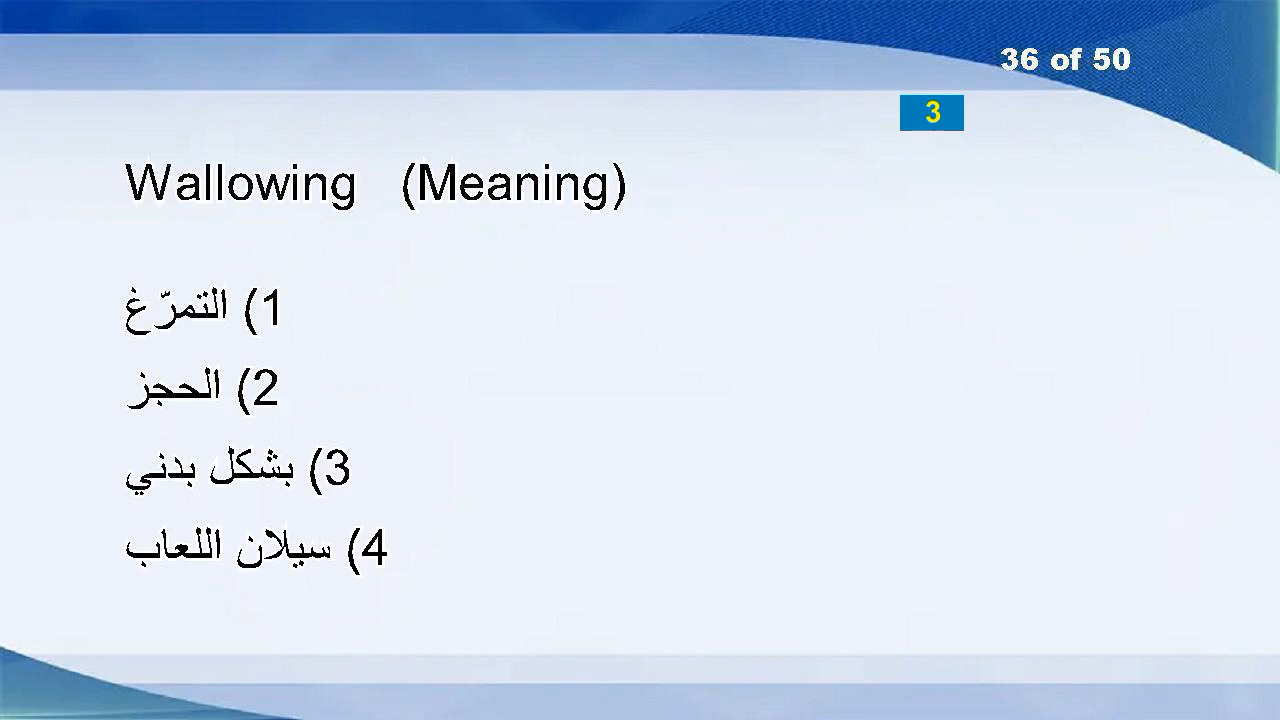 36 of 50
3
Wallowing (Meaning)
1) التمرّغ
2) الحجز
3) بشكل بدني
4) سيلان اللعاب